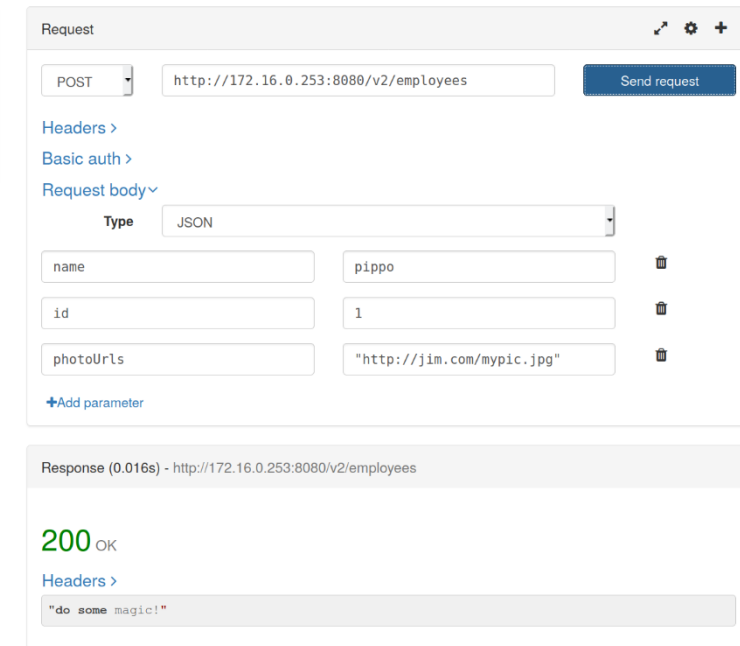 Request
POST http://172.16.0.253:8080/v2/employees Send request
Headers >
Basic auth >
Request body
Type JSON
name pippo
id 1
photoUrls "http://jim.com/mypic.jpg"
+Add parameter
Response (0.016s) - http://172.16.0.253:8080/v2/employees
200 OK
Headers >
"do some magic!"